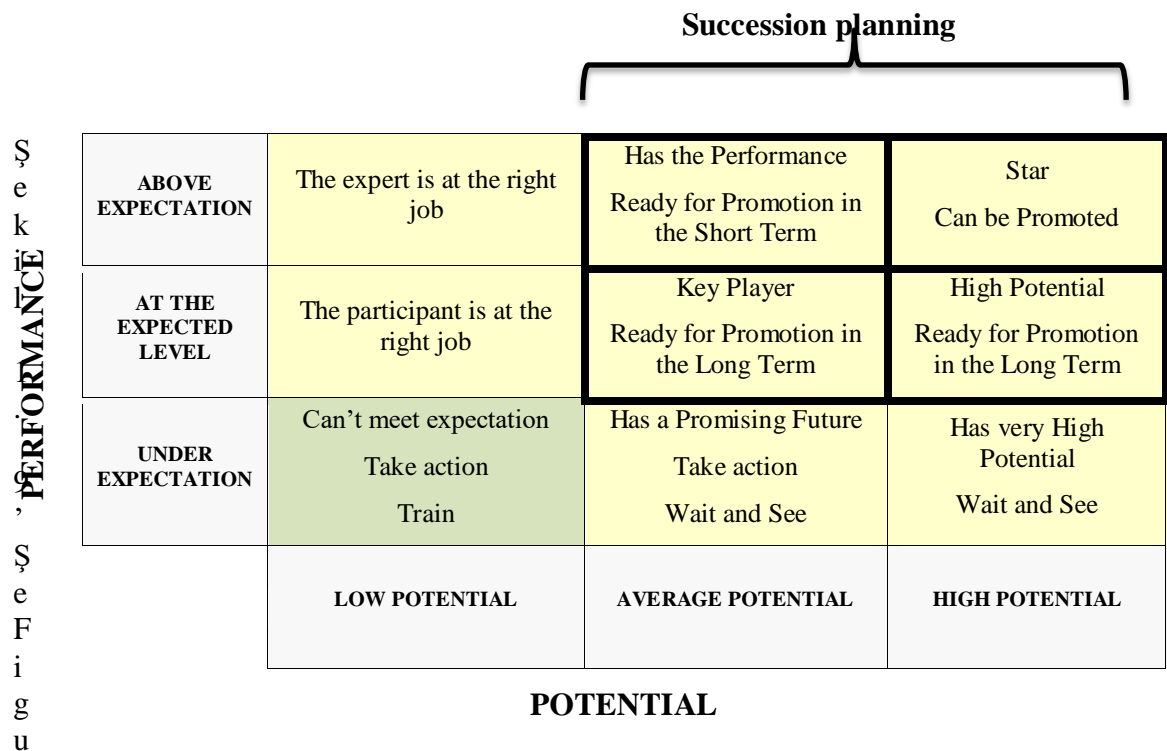 Succession planning
ABOVE
EXPECTATION
The expert is at the right
job
Has the Performance
Ready for Promotion in
the Short Term
Star
Can be Promoted
PERFORMANCE
AT THE
EXPECTED
LEVEL
The participant is at the
right job
Key Player
Ready for Promotion in
the Long Term
High Potential
Ready for Promotion
in the Long Term
UNDER
EXPECTATION
Can’t meet expectation
Take action
Train
Has a Promising Future
Take action
Wait and See
Has very High
Potential
Wait and See
LOW POTENTIAL
AVERAGE POTENTIAL
HIGH POTENTIAL
POTENTIAL
Ş
e
k
i
l